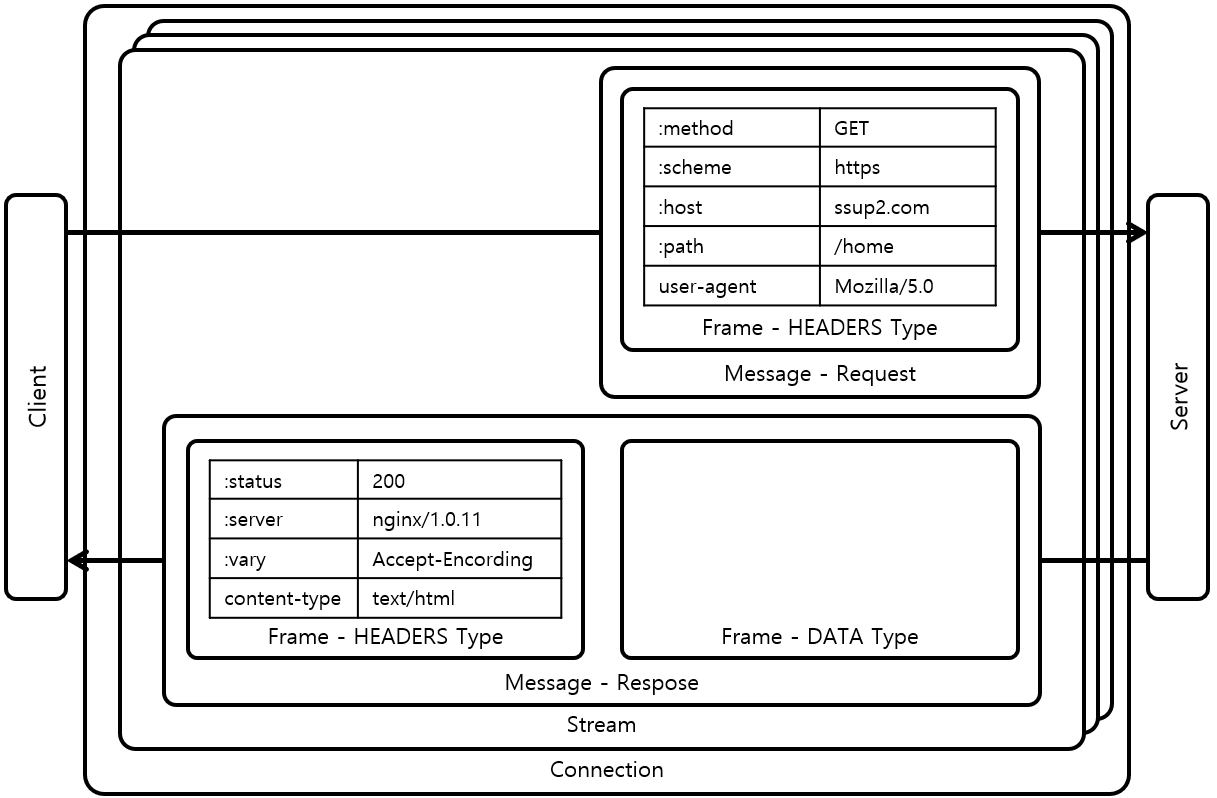 :method GET
:scheme https
:host ssup2.com
:path /home
user-agent Mozilla/5.0
Frame - HEADERS Type
Message - Request
Client
Server
:status 200
:server nginx/1.0.11
:vary Accept-Encording
content-type text/html
Frame - HEADERS Type
Frame - DATA Type
Message - Respose
Stream
Connection